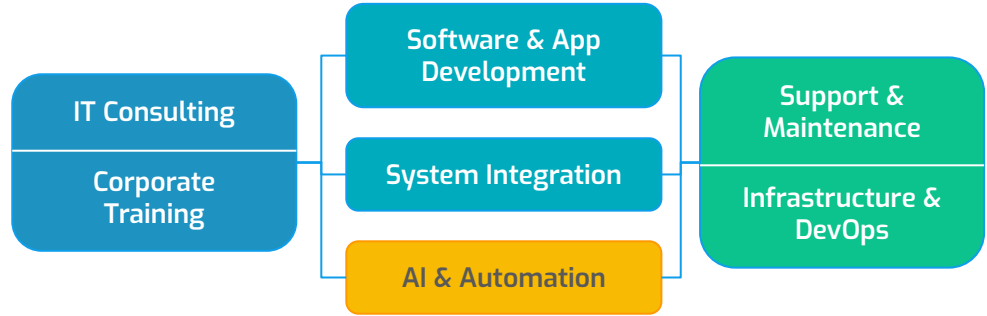 IT Consulting
Corporate
Training
Software & App
Development
System Integration
AI & Automation
Support &
Maintenance
Infrastructure &
DevOps